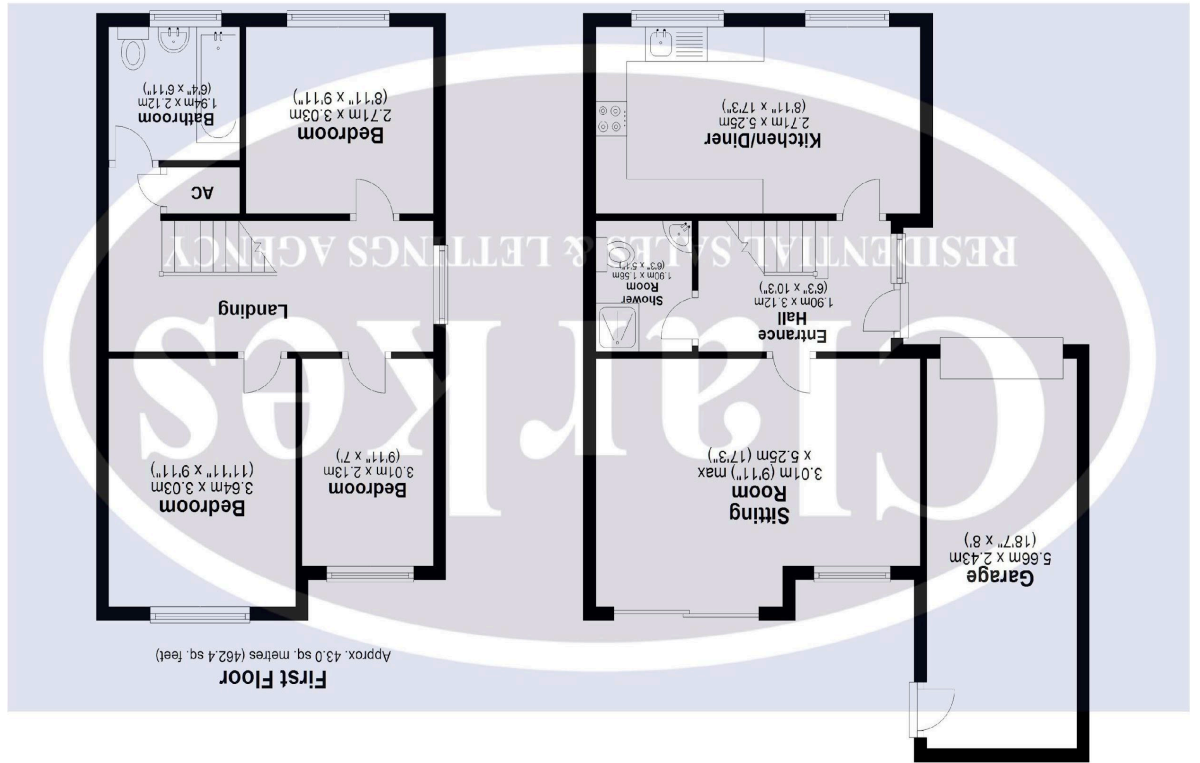 First Floor
Approx. 43.0 sq. metres (462.4 sq. feet)
Garage
5.66m x 2.43m
(18'7" x 8')
Sitting
Room
3.01m (9'11") max
x 5.25m (17'3")
Bedroom
3.01m x 2.13m
(9'11" x 7')
Bedroom
3.64m x 3.03m
(11'11" x 9'11")
Clarkes
Entrance
Hall
1.90m x 3.12m
(6'3" x 10'3")
Shower
Room
1.90m x 1.56m
(6'3" x 5'1")
Landing
RESIDENTIAL SALES & LETTINGS AGENCY
AC
Kitchen/Diner
2.71m x 5.25m
(8'11" x 17'3")
Bedroom
2.71m x 3.03m
(8'11" x 9'11")
Bathroom
1.94m x 2.12m
(6'4" x 6'11")